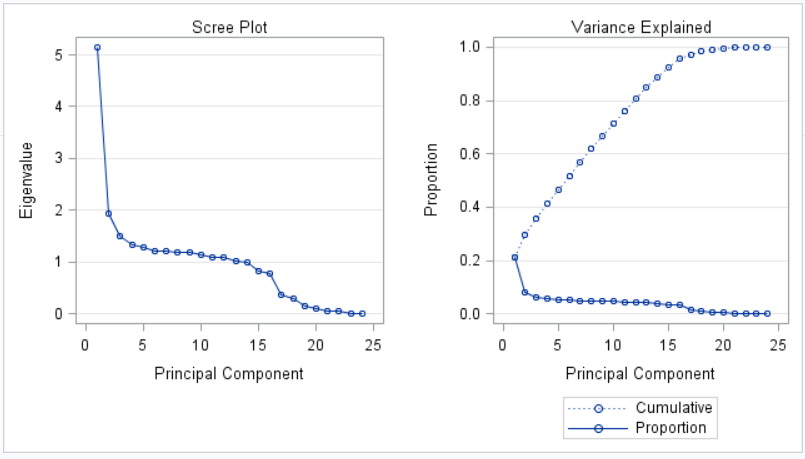 Scree Plot
5
4
3
2
1
0
Eigenvalue
0 5 10 15 20 25
Principal Component
Variance Explained
1.0
0.8
0.6
0.4
0.2
0.0
Proportion
0 5 10 15 20 25
Principal Component
Cumulative
Proportion